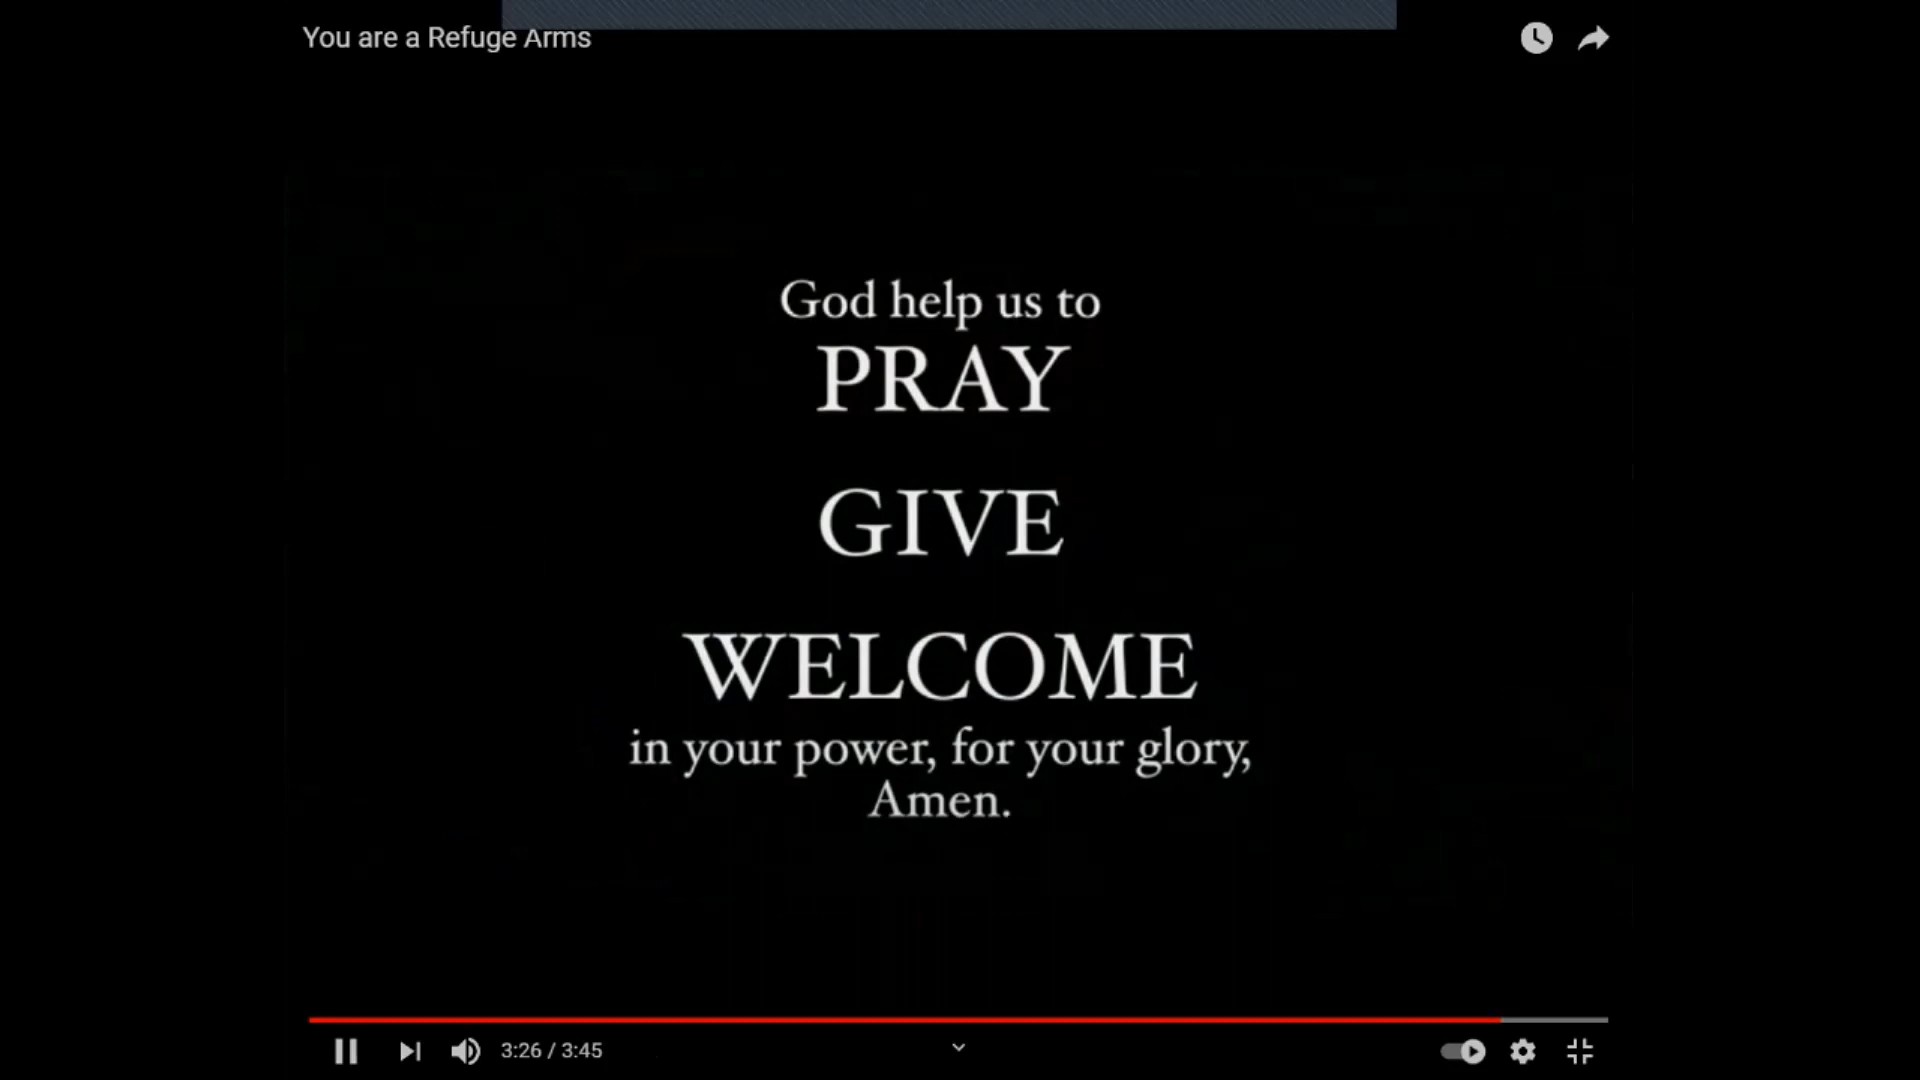 You are a Refuge Arms
God help us to
PRAY
GIVE
WELCOME
in your power, for your glory,
Amen.
3:26 / 3:45